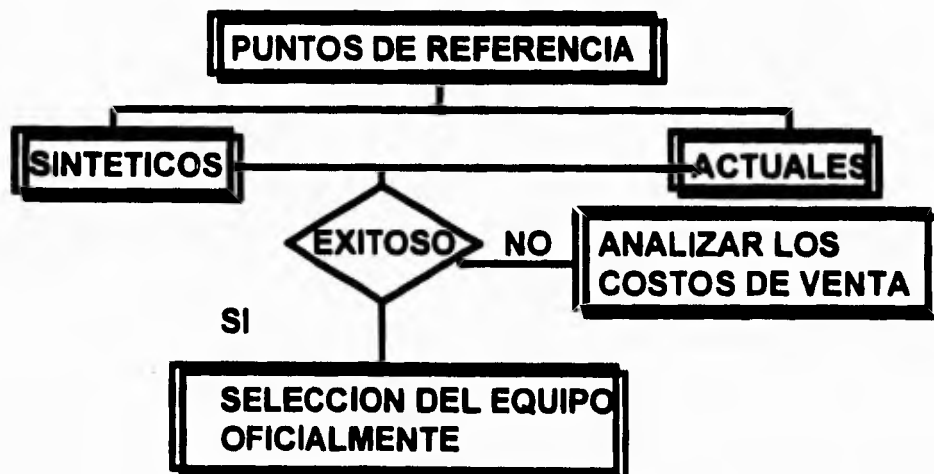 PUNTOS DE REFERENCIA
SINTETICOS
ACTUALES
EXITOSO
NO
ANALIZAR LOS
COSTOS DE VENTA
SI
SELECCION DEL EQUIPO
OFICIALMENTE